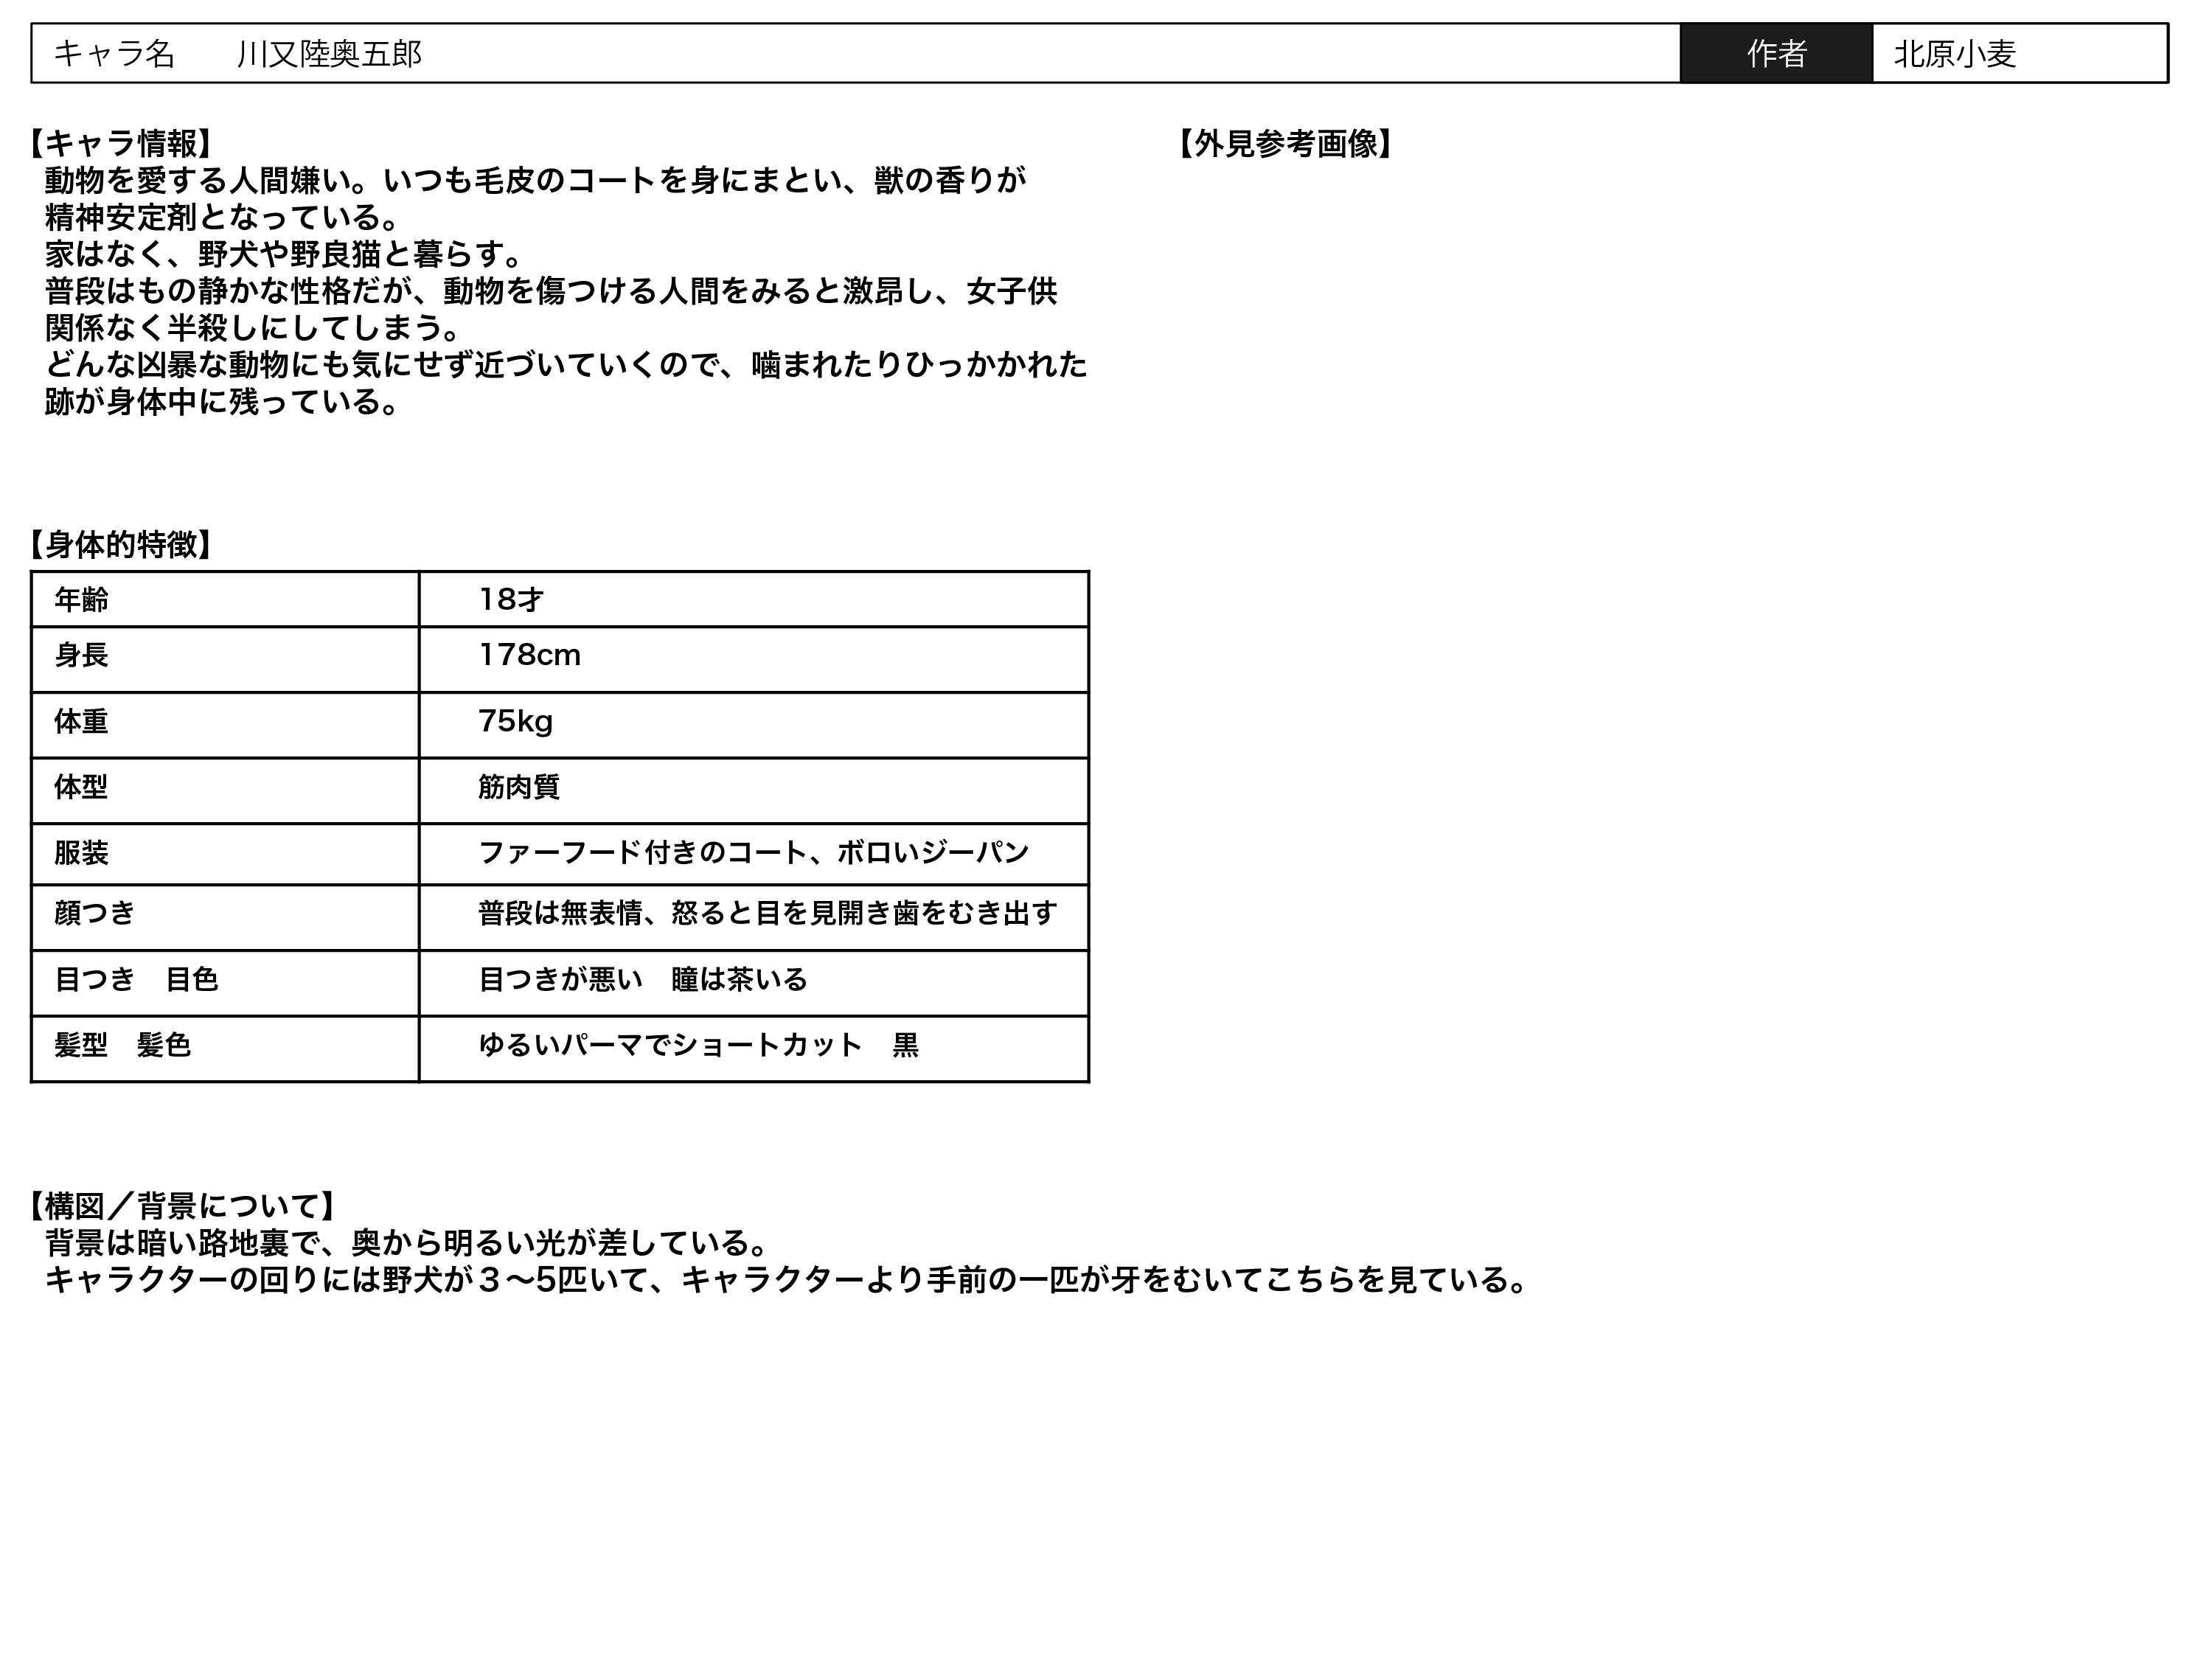 キャラ名　　川又陸奥五郎
作者
北原小麦
【キャラ情報】
動物を愛する人間嫌い。いつも毛皮のコートを身にまとい、獣の香りが
精神安定剤となっている。
家はなく、野犬や野良猫と暮らす。
普段はもの静かな性格だが、動物を傷つける人間をみると激昂し、女子供
関係なく半殺しにしてしまう。
どんな凶暴な動物にも気にせず近づいていくので、噛まれたりひっかかれた
跡が身体中に残っている。
【外見参考画像】
【身体的特徴】
年齢　18才
身長　178cm
体重　75kg
体型　筋肉質
服装　ファーフード付きのコート、ボロいジーパン
顔つき　普段は無表情、怒ると目を見開き歯をむき出す
目つき　目色　目つきが悪い　瞳は茶いる
髪型　髪色　ゆるいパーマでショートカット　黒
【構図／背景について】
背景は暗い路地裏で、奥から明るい光が差している。
キャラクターの回りには野犬が３〜5匹いて、キャラクターより手前の一匹が牙をむいてこちらを見ている。